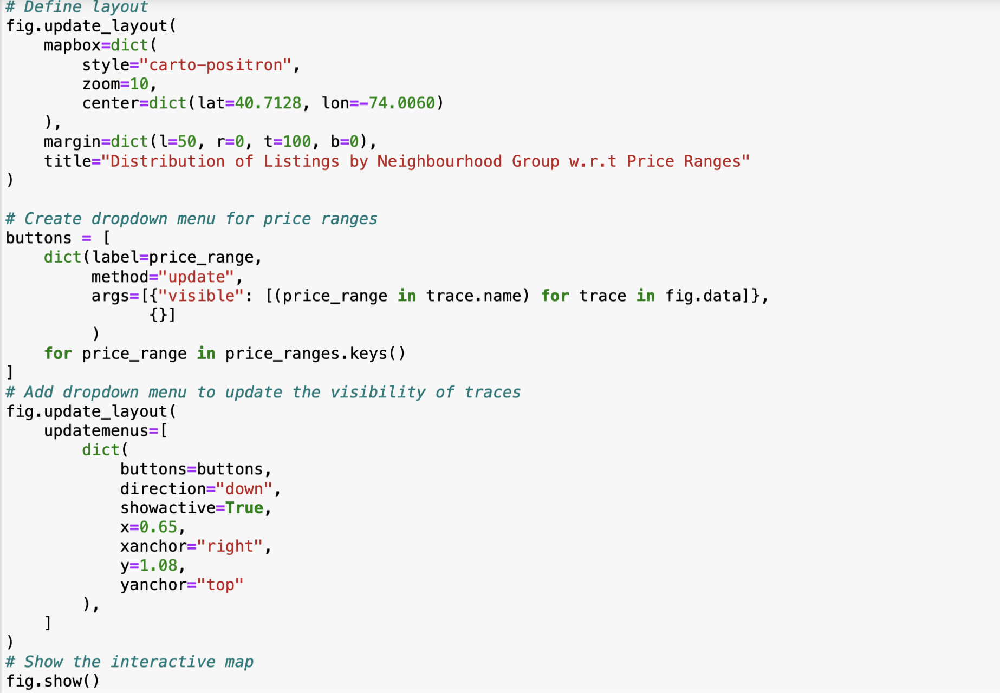 # Define layout
fig.update_layout(
    mapbox=dict(
        style="carto-positron",
        zoom=10,
        center=dict(lat=40.7128, lon=-74.0060)
    ),
    margin=dict(l=50, r=0, t=100, b=0),
    title="Distribution of Listings by Neighbourhood Group w.r.t Price Ranges"
)

# Create dropdown menu for price ranges
buttons = [
    dict(label=price_range,
         method="update",
         args=[{"visible": [(price_range in trace.name) for trace in fig.data]},
               {}]
         )
    for price_range in price_ranges.keys()
]
# Add dropdown menu to update the visibility of traces
fig.update_layout(
    updatemenus=[
        dict(
            buttons=buttons,
            direction="down",
            showactive=True,
            x=0.65,
            xanchor="right",
            y=1.08,
            yanchor="top"
        ),
    ]
)
# Show the interactive map
fig.show()